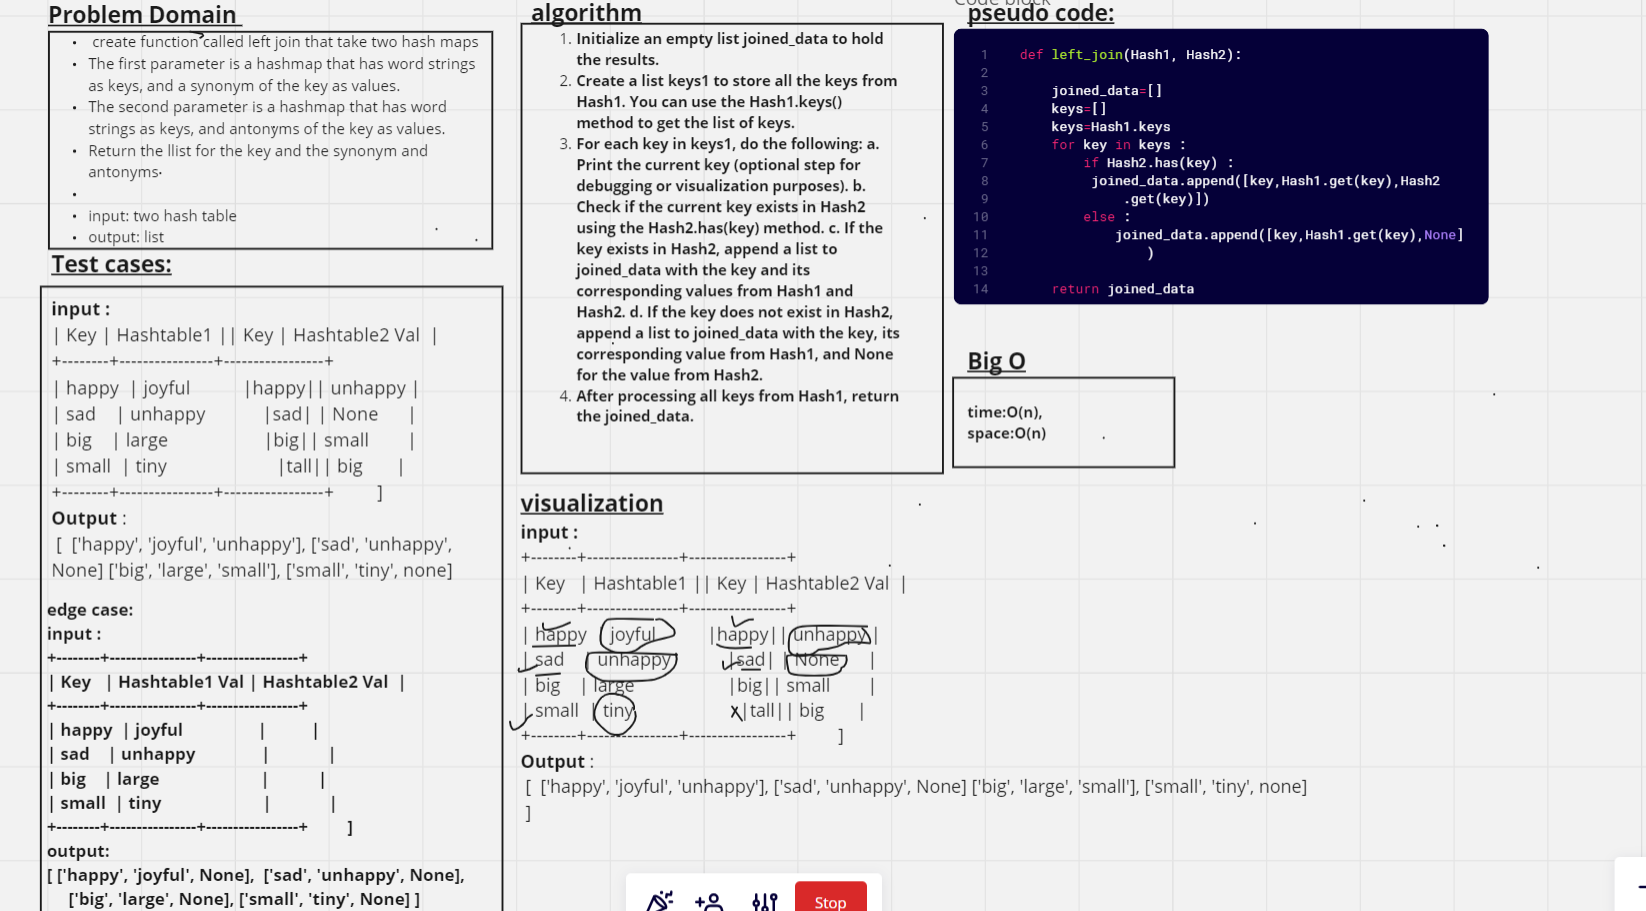 Problem Domain
• create function called left join that take two hash maps
• The first parameter is a hashmap that has word strings
as keys, and a synonym of the key as values.
• The second parameter is a hashmap that has word
strings as keys, and antonyms of the key as values.
• Return the llist for the key and the synonym and
antonyms.
•
• input: two hash table
• output: list
Test cases:
input :
| Key | Hashtable1 || Key | Hashtable2 Val |
+--------+----------------+-----------------+
| happy | joyful |happy|| unhappy |
| sad | unhappy |sad| | None |
| big | large |big|| small |
| small | tiny |tall|| big |
+--------+----------------+-----------------+ ]
Output :
[ ['happy', 'joyful', 'unhappy'], ['sad', 'unhappy',
None] ['big', 'large', 'small'], ['small', 'tiny', none]
edge case:
input :
+--------+----------------+-----------------+
| Key | Hashtable1 Val | Hashtable2 Val |
+--------+----------------+-----------------+
| happy | joyful | |
| sad | unhappy | |
| big | large | |
| small | tiny | |
+--------+----------------+-----------------+ ]
output:
[ ['happy', 'joyful', None], ['sad', 'unhappy', None],
['big', 'large', None], ['small', 'tiny', None] ]
algorithm
1. Initialize an empty list joined_data to hold
the results.
2. Create a list keys1 to store all the keys from
Hash1. You can use the Hash1.keys()
method to get the list of keys.
3. For each key in keys1, do the following: a.
Print the current key (optional step for
debugging or visualization purposes). b.
Check if the current key exists in Hash2
using the Hash2.has(key) method. c. If the
key exists in Hash2, append a list to
joined_data with the key and its
corresponding values from Hash1 and
Hash2. d. If the key does not exist in Hash2,
append a list to joined_data with the key, its
corresponding value from Hash1, and None
for the value from Hash2.
4. After processing all keys from Hash1, return
the joined_data.
visualization
input :
+--------+----------------+-----------------+
| Key | Hashtable1 || Key | Hashtable2 Val |
+--------+----------------+-----------------+
| happy joyful |happy|| unhappy |
| sad | unhappy |sad| | None |
| big | large |big|| small |
| small | tiny x|tall|| big |
+--------+----------------+-----------------+ ]
Output :
[ ['happy', 'joyful', 'unhappy'], ['sad', 'unhappy', None] ['big', 'large', 'small'], ['small', 'tiny', none]
]
Code block
pseudo code:
1 def left_join(Hash1, Hash2):
2
3 joined_data=[]
4 keys=[]
5 keys=Hash1.keys
6 for key in keys :
7 if Hash2.has(key) :
8 joined_data.append([key,Hash1.get(key),Hash2
9 .get(key)])
10 else :
11 joined_data.append([key,Hash1.get(key),None]
12 )
13
14 return joined_data
Big O
time:O(n),
space:O(n)
Stop